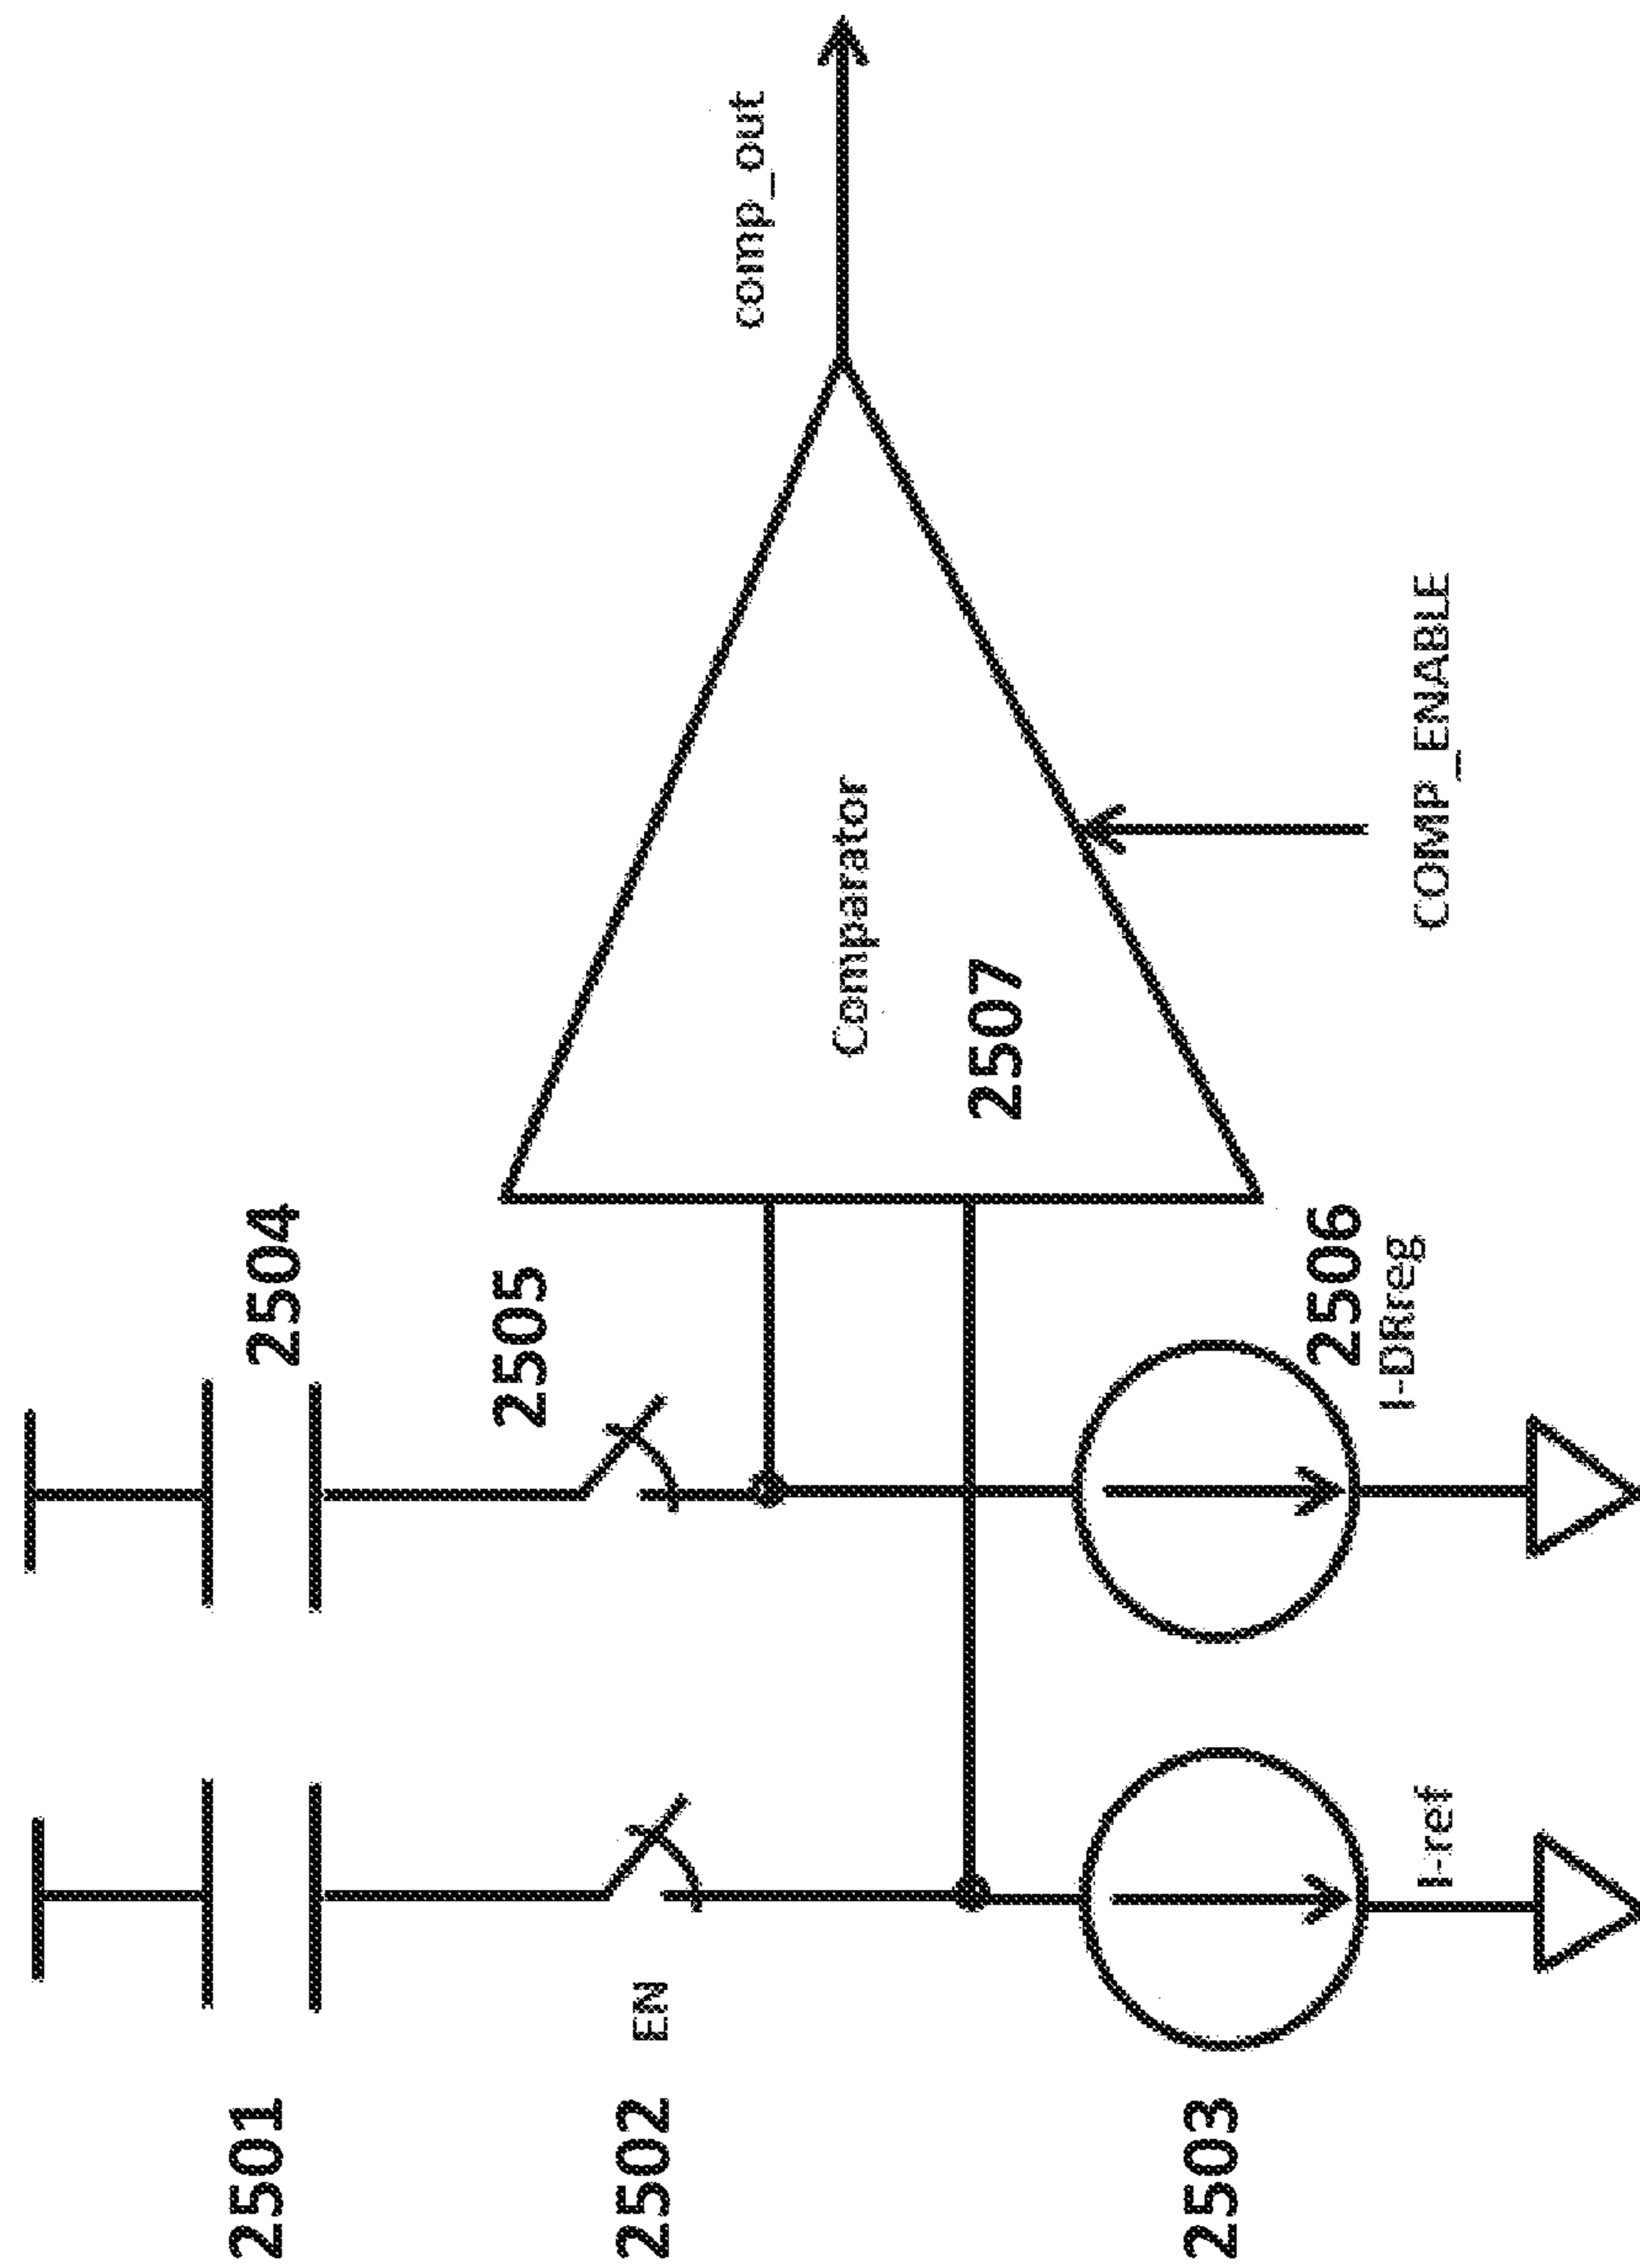 2501
2504
2502
EN
2505
comp_out
Comparator
2507
2503
I-ref
2506
I-DRreg
COMP_ENABLE